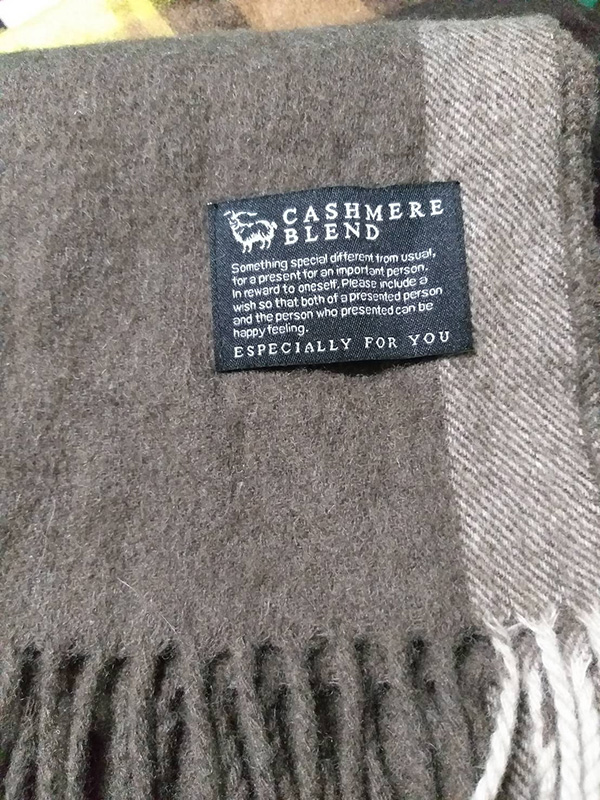 CASHMERE
BLEND
Something special different from usual,
for a present for an important person.
In reward to oneself, Please include a
wish so that both of a presented person
and the person who presented can be
happy feeling.
ESPECIALLY FOR YOU